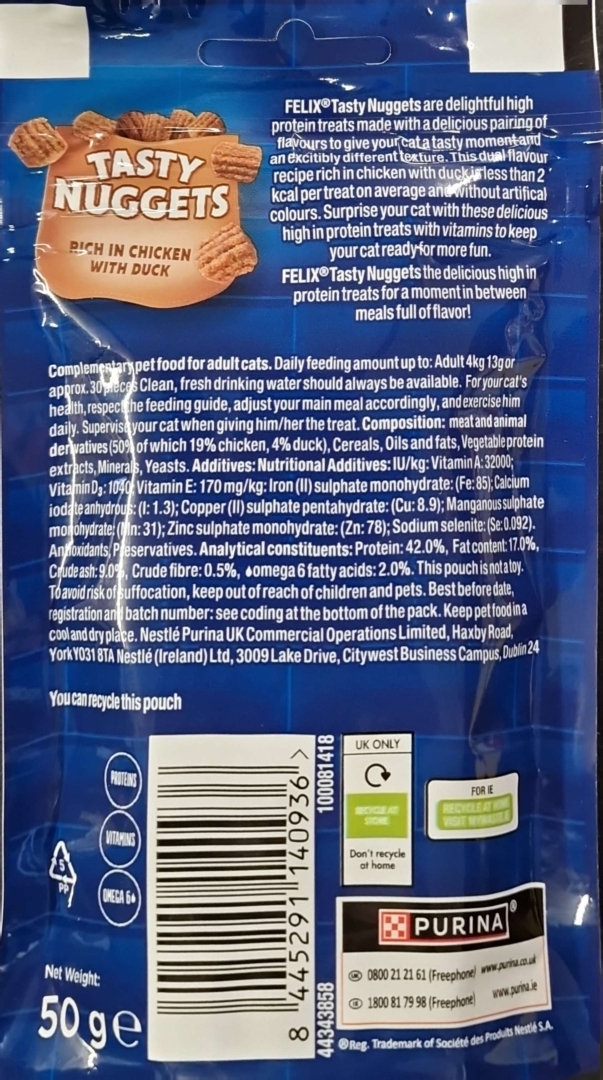 TASTY
NUGGETS
RICH IN CHICKEN
WITH DUCK
FELIX® Tasty Nuggets are delightful high
protein treats made with a delicious pairing of
flavours to give your cat a tasty moment and
an excitibly different texture. This dual flavour
recipe rich in chicken with duck is less than 2
kcal per treat on average and without artifical
colours. Surprise your cat with these delicious
high in protein treats with vitamins to keep
your cat ready for more fun.
FELIX® Tasty Nuggets the delicious high in
protein treats for a moment in between
meals full of flavor!
Complementary pet food for adult cats. Daily feeding amount up to: Adult 4kg 13g or
approx. 30 pieces Clean, fresh drinking water should always be available. For your cat's
health, respect the feeding guide, adjust your main meal accordingly, and exercise him
daily. Supervise your cat when giving him/her the treat. Composition: meat and animal
derivatives (50% of which 19% chicken, 4% duck), Cereals, Oils and fats, Vegetable protein
extracts, Minerals, Yeasts. Additives: Nutritional Additives: IU/kg: Vitamin A: 32000;
Vitamin D3: 1040; Vitamin E: 170 mg/kg: Iron (II) sulphate monohydrate: (Fe: 85); Calcium
iodate anhydrous: (I: 1.3); Copper (II) sulphate pentahydrate: (Cu: 8.9); Manganous sulphate
monohydrate: (Mn: 31); Zinc sulphate monohydrate: (Zn: 78); Sodium selenite: (Se: 0.092).
Antioxidants, Preservatives. Analytical constituents: Protein: 42.0%, Fat content: 17.0%,
Crude ash: 9.0%, Crude fibre: 0.5%, omega 6 fatty acids: 2.0%. This pouch is not a toy.
To avoid risk of suffocation, keep out of reach of children and pets. Best before date,
registration and batch number: see coding at the bottom of the pack. Keep pet food in a
cool and dry place. Nestlé Purina UK Commercial Operations Limited, Haxby Road,
York YO31 8TA Nestlé (Ireland) Ltd, 3009 Lake Drive, Citywest Business Campus, Dublin 24
You can recycle this pouch
PROTEINS
VITAMINS
OMEGA 6
5
PP
Net Weight:
50 g e
8 445291 140936 >
100081418
44343858
UK ONLY
RECYCLE AT
STORE
Don't recycle
at home
FOR IE
RECYCLE AT HOME
VISIT MYWASTE.IE
PURINA®
0800 21 21 61 (Freephone) www.purina.co.uk
1800 81 79 98 (Freephone) www.purina.ie
®Reg. Trademark of Société des Produits Nestlé S.A.